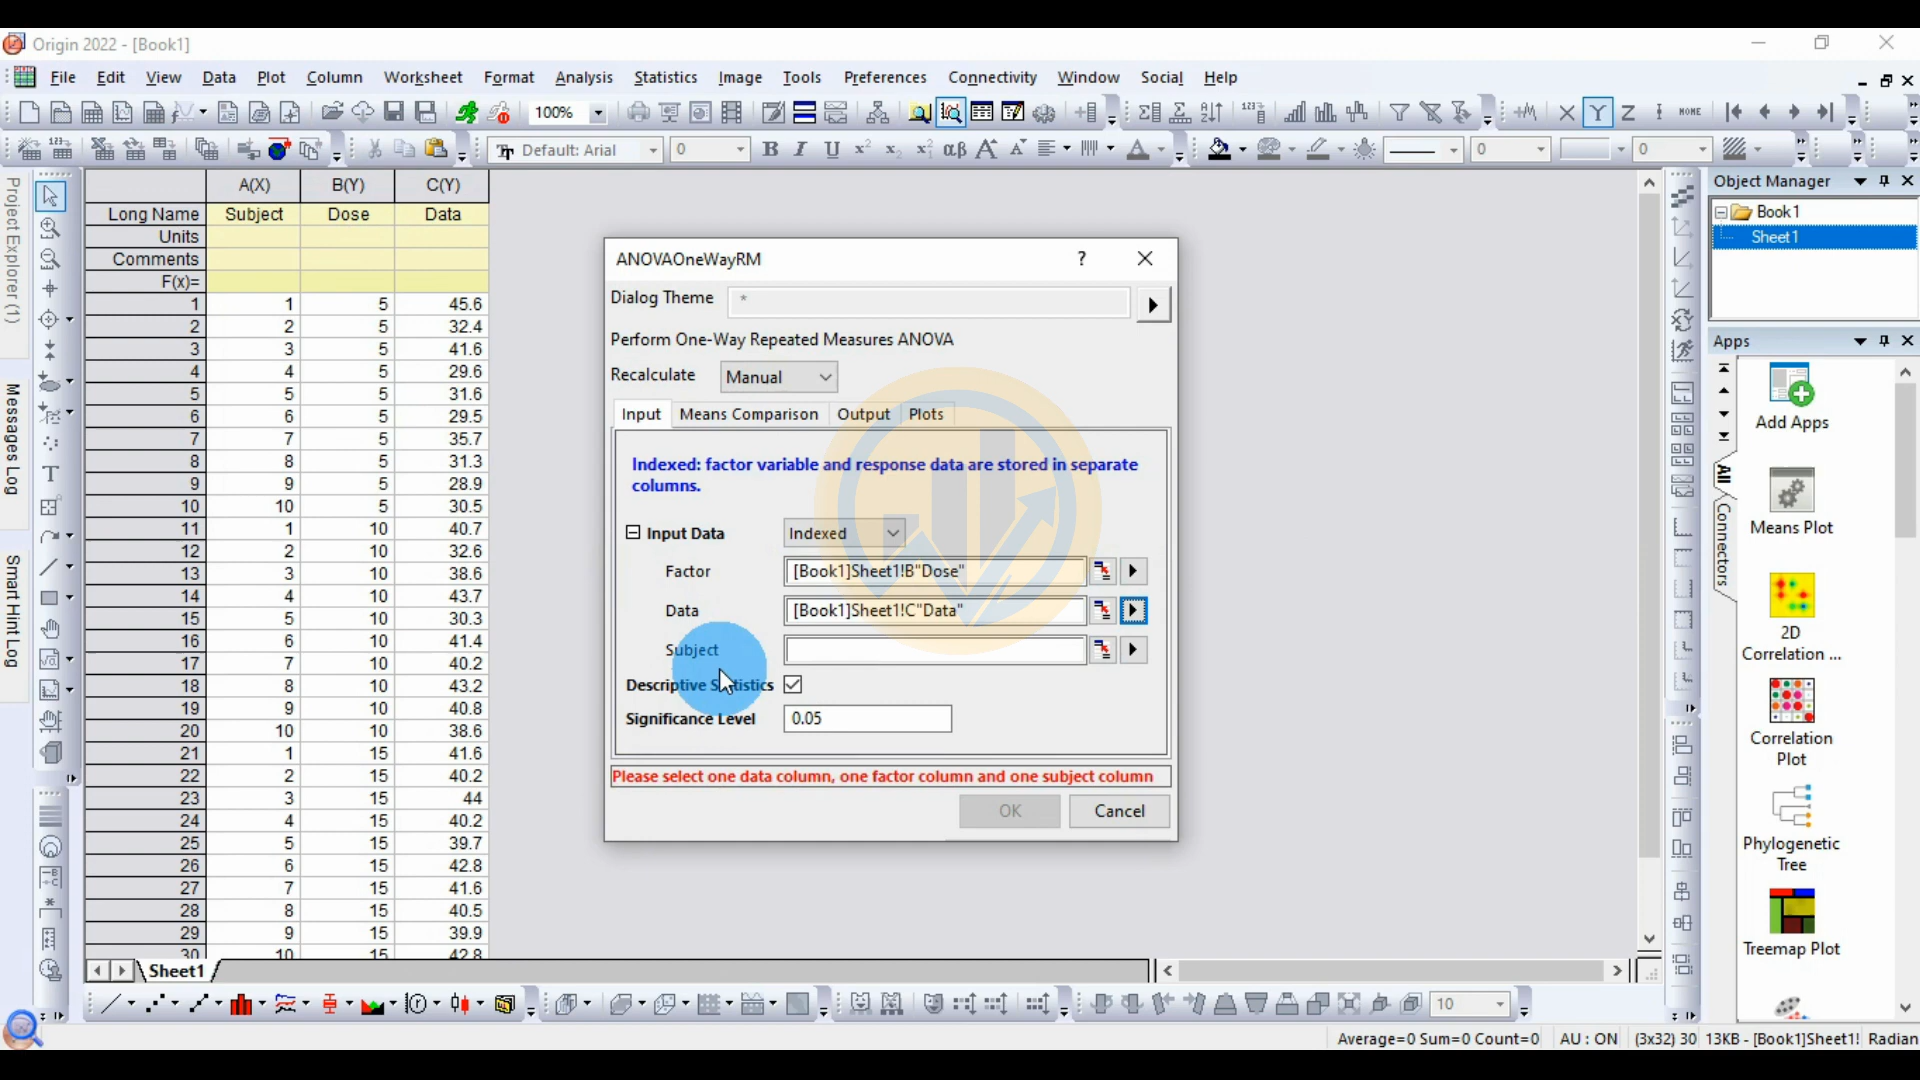 Origin 2022 - [Book1]
File Edit View Data Plot Column Worksheet Format Analysis Statistics Image Tools Preferences Connectivity Window Social Help
100%
Default: Arial 0 B I U x² x₂ αβ A A A 0 0
X Y Z HOME
Project Explorer (1)
Messages Log
Smart Hint Log
A(X) B(Y) C(Y)
Long Name Subject Dose Data
Units
Comments
F(x)=
1 1 5 45.6
2 2 5 32.4
3 3 5 41.6
4 4 5 29.6
5 5 5 31.6
6 6 5 29.5
7 7 5 35.7
8 8 5 31.3
9 9 5 28.9
10 10 5 30.5
11 1 10 40.7
12 2 10 32.6
13 3 10 38.6
14 4 10 43.7
15 5 10 30.3
16 6 10 41.4
17 7 10 40.2
18 8 10 43.2
19 9 10 40.8
20 10 10 38.6
21 1 15 41.6
22 2 15 40.2
23 3 15 44
24 4 15 40.2
25 5 15 39.7
26 6 15 42.8
27 7 15 41.6
28 8 15 40.5
29 9 15 39.9
30 10 15 42.8
Sheet1
ANOVAOneWayRM ?
Dialog Theme *
Perform One-Way Repeated Measures ANOVA
Recalculate Manual
Input Means Comparison Output Plots
Indexed: factor variable and response data are stored in separate
columns.
Input Data Indexed
Factor [Book1]Sheet1!B"Dose"
Data [Book1]Sheet1!C"Data"
Subject
Descriptive Statistics
Significance Level 0.05
Please select one data column, one factor column and one subject column
OK Cancel
Object Manager
Book1
Sheet1
Apps
All
Connectors
Add Apps
Means Plot
2D
Correlation ...
Correlation
Plot
Phylogenetic
Tree
Treemap Plot
10
Average=0 Sum=0 Count=0 AU : ON (3x32) 30 13KB - [Book1]Sheet1! Radian